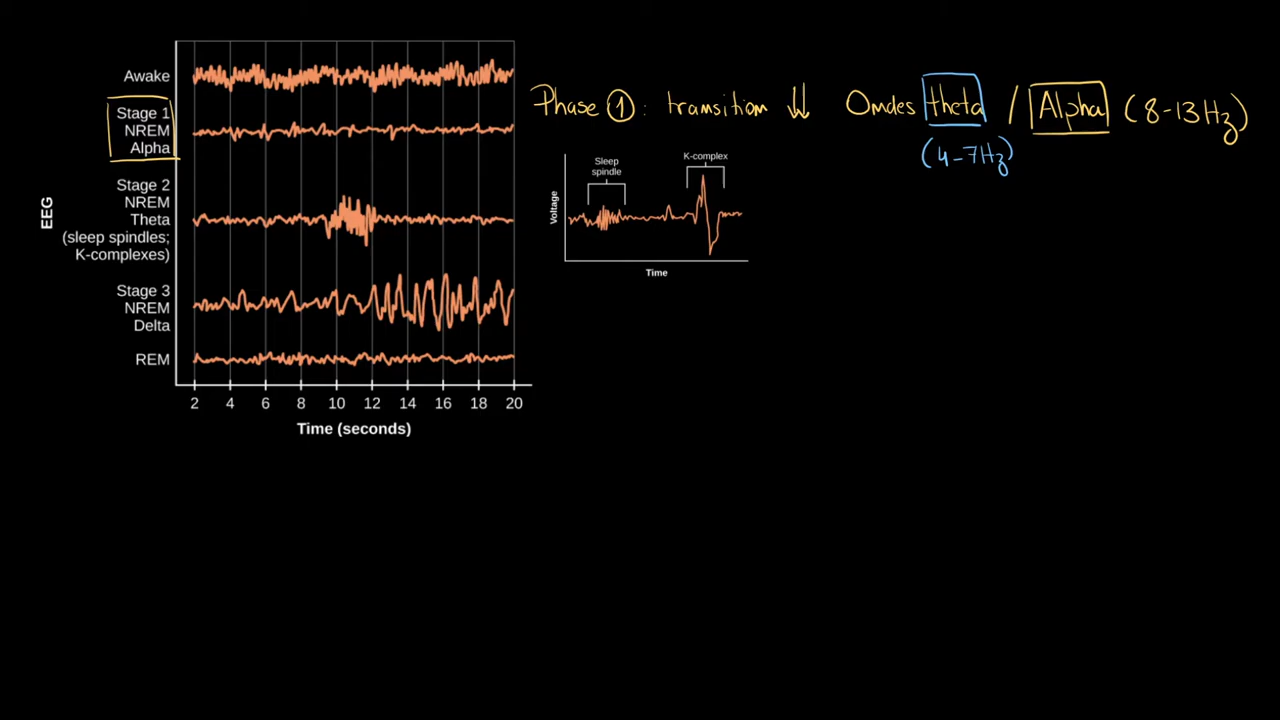 Awake
Stage 1
NREM
Alpha
Stage 2
NREM
Theta
(sleep spindles;
K-complexes)
Stage 3
NREM
Delta
REM
EEG
2 4 6 8 10 12 14 16 18 20
Time (seconds)
Phase 1 : transition ↓↓ Ondes theta / Alpha (8-13Hz)
(4-7Hz)
Sleep
spindle
K-complex
Voltage
Time